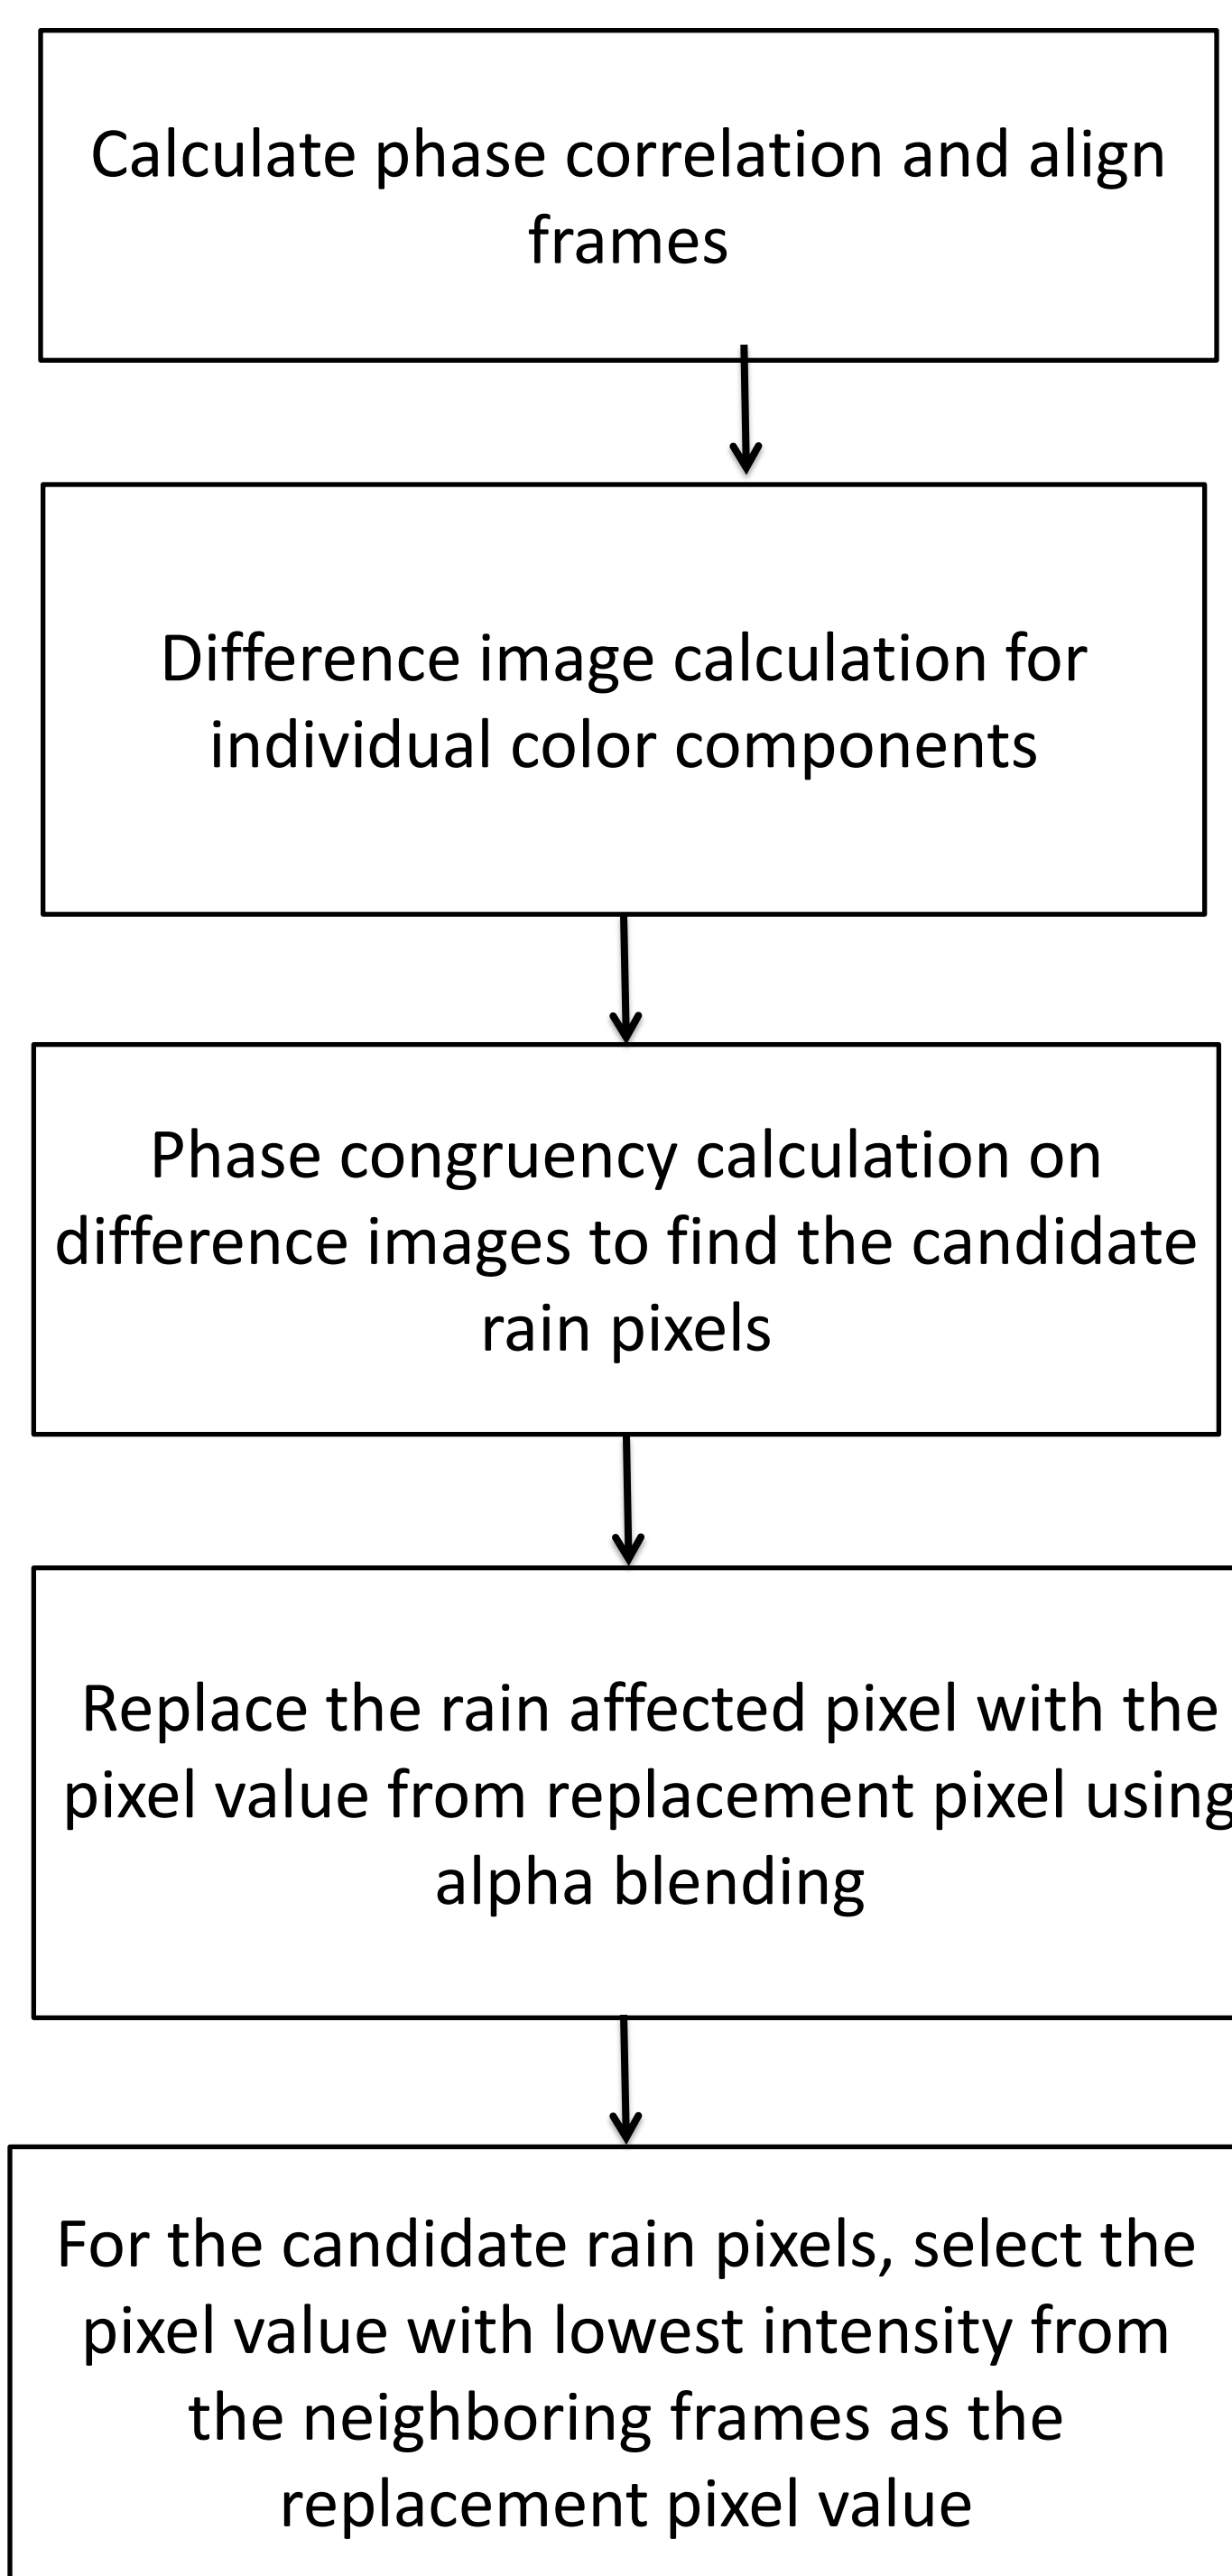 Calculate phase correlation and align
frames
Difference image calculation for
individual color components
Phase congruency calculation on
difference images to find the candidate
rain pixels
Replace the rain affected pixel with the
pixel value from replacement pixel using
alpha blending
For the candidate rain pixels, select the
pixel value with lowest intensity from
the neighboring frames as the
replacement pixel value